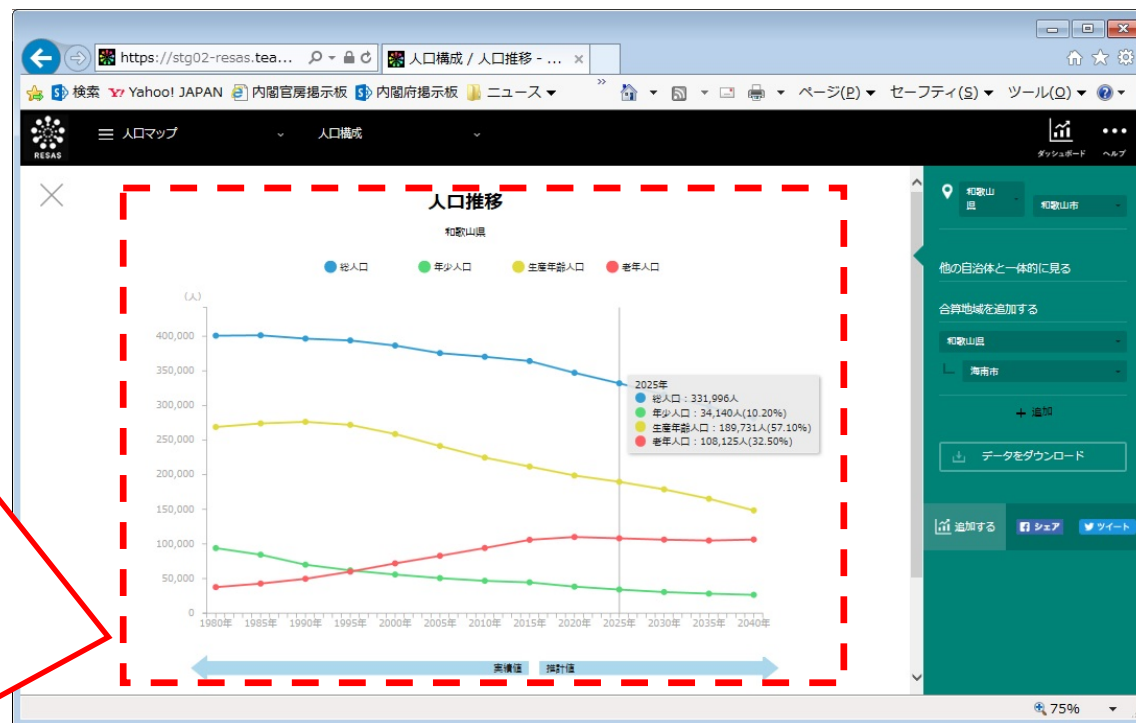 https://stg02-resas.tea...
人口構成 / 人口推移 - ...
検索 Yahoo! JAPAN 内閣官房掲示板 内閣府掲示板 ニュース
ページ(P) セーフティ(S) ツール(O)
RESAS
人口マップ 人口構成
ダッシュボード ヘルプ
人口推移
和歌山県
総人口 年少人口 生産年齢人口 老年人口
(人)
400,000
350,000
300,000
250,000
200,000
150,000
100,000
50,000
0
1980年 1985年 1990年 1995年 2000年 2005年 2010年 2015年 2020年 2025年 2030年 2035年 2040年
2025年
総人口：331,996人
年少人口：34,140人(10.20%)
生産年齢人口：189,731人(57.10%)
老年人口：108,125人(32.50%)
実績値 推計値
和歌山県
和歌山市
他の自治体と一体的に見る
合算地域を追加する
和歌山県
海南市
＋ 追加
データをダウンロード
追加する シェア ツイート
75%